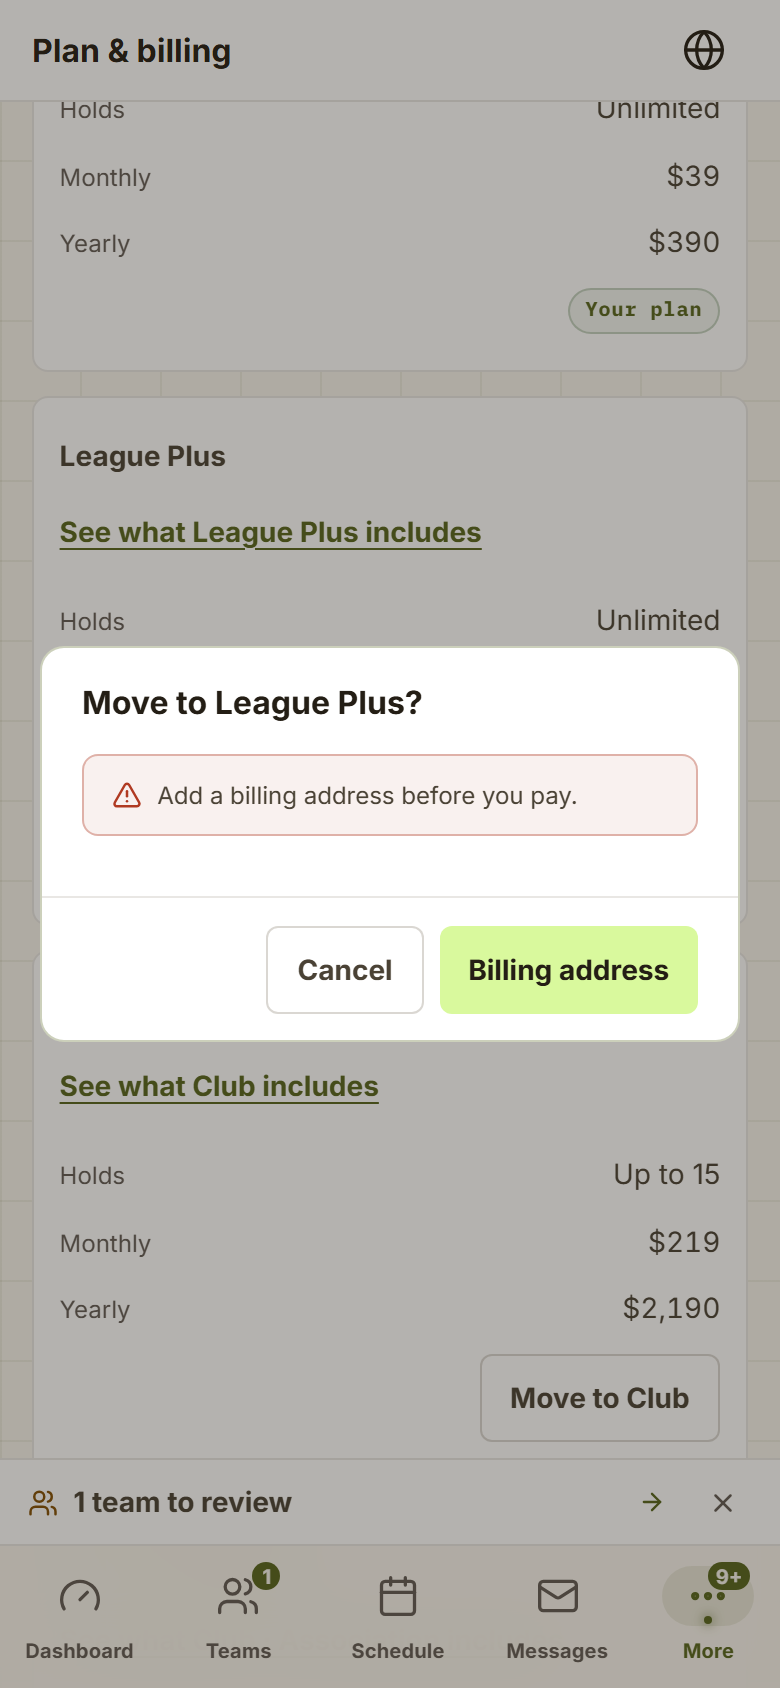 Plan & billing
Holds Unlimited
Monthly $39
Yearly $390
Your plan
League Plus
See what League Plus includes
Holds Unlimited
Move to League Plus?
Add a billing address before you pay.
Cancel Billing address
See what Club includes
Holds Up to 15
Monthly $219
Yearly $2,190
Move to Club
1 team to review
1 9+
Dashboard Teams Schedule Messages More